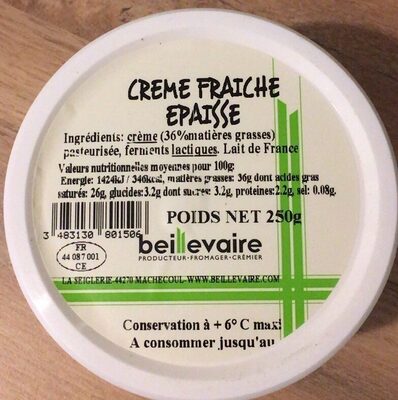 CREME FRAICHE
EPAISSE
Ingrédients: crème (36%matières grasses)
pasteurisée, ferments lactiques. Lait de France
Valeurs nutritionnelles moyennes pour 100g:
Energie: 1424kJ / 346kcal, matières grasses: 36g dont acides gras
saturés: 26g, glucides:3.2g dont sucres: 3.2g, proteines:2.2g, sel: 0.08g.
POIDS NET 250g
3 483130 801506
beillevaire
PRODUCTEUR-FROMAGER-CRÉMIER
FR
44 087 001
CE
LA SEIGLERIE-44270 MACHECOUL-WWW.BEILLEVAIRE.COM
Conservation à + 6° C maxi
A consommer jusqu'au